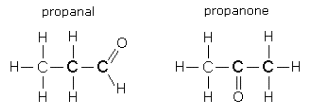 propanal
propanone
H H O
H H H
H–C–C–C
H–C–C–C–H
H H H
H O H